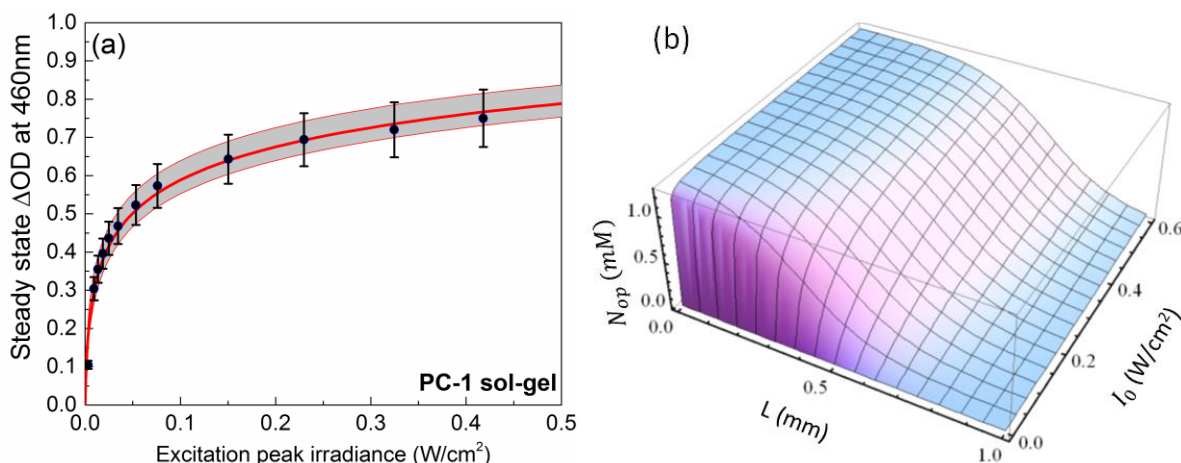 (a)
Steady state ΔOD at 460nm
1.0
0.9
0.8
0.7
0.6
0.5
0.4
0.3
0.2
0.1
0.0
PC-1 sol-gel
0.0 0.1 0.2 0.3 0.4 0.5
Excitation peak irradiance (W/cm²)
(b)
N_op (mM)
1.0
0.5
0.0
0.0
0.5
1.0
L (mm)
0.6
0.4
0.2
0.0
I₀ (W/cm²)